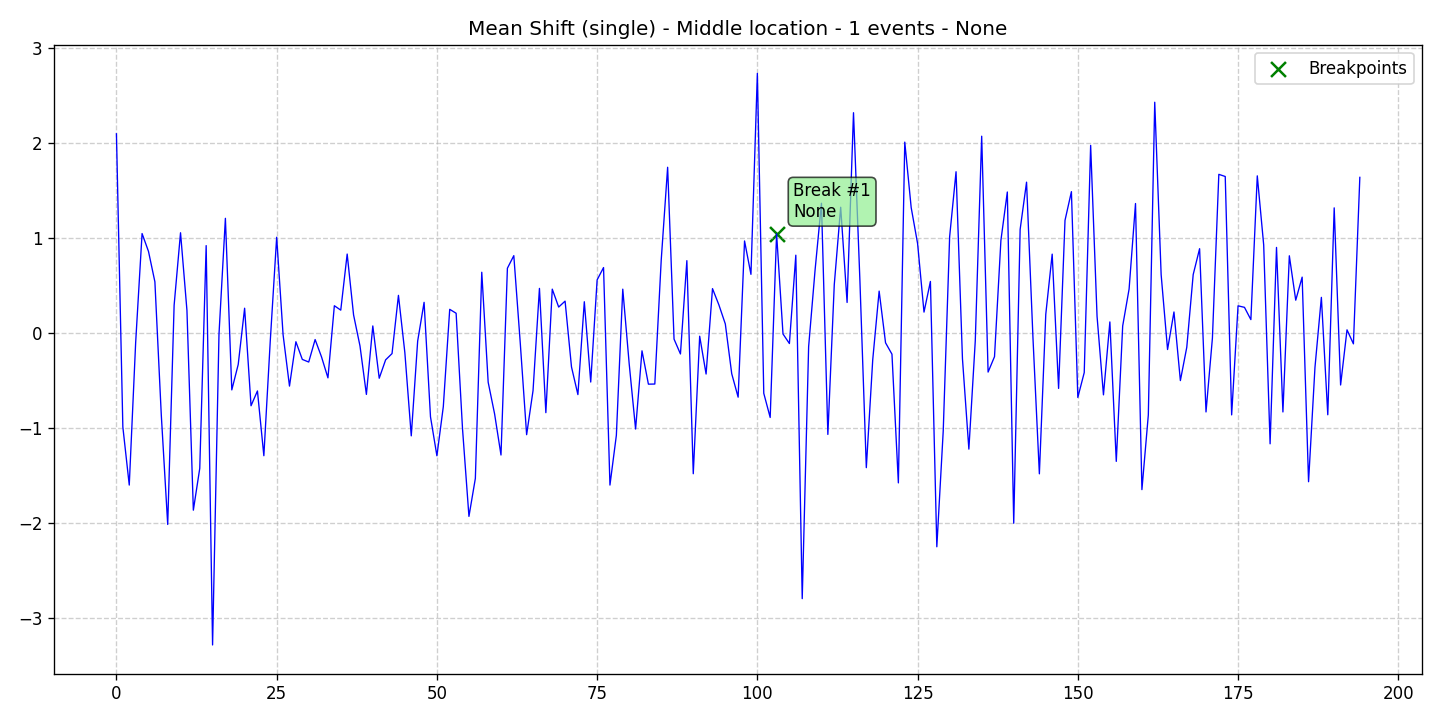 Mean Shift (single) - Middle location - 1 events - None
3
2
1
0
−1
−2
−3
Breakpoints
Break #1
None
0 25 50 75 100 125 150 175 200